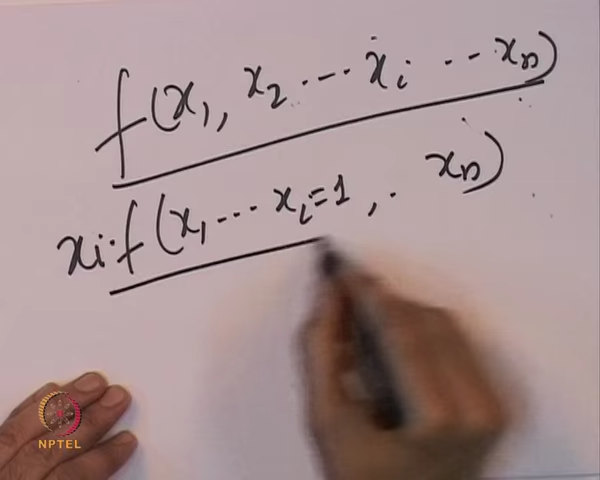 f(x₁, x₂ ... xᵢ ... xₙ)
xᵢ·f(x₁ ... xᵢ=1, . xₙ)
NPTEL